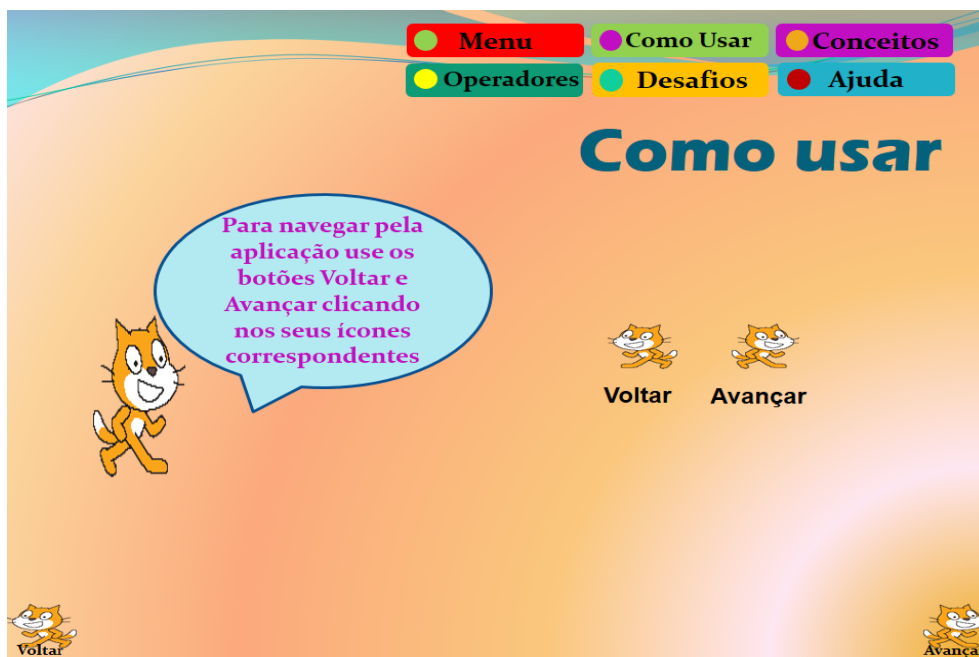 Menu
Como Usar
Conceitos
Operadores
Desafios
Ajuda
Como usar
Para navegar pela
aplicação use os
botões Voltar e
Avançar clicando
nos seus ícones
correspondentes
Voltar
Avançar
Voltar
Avança